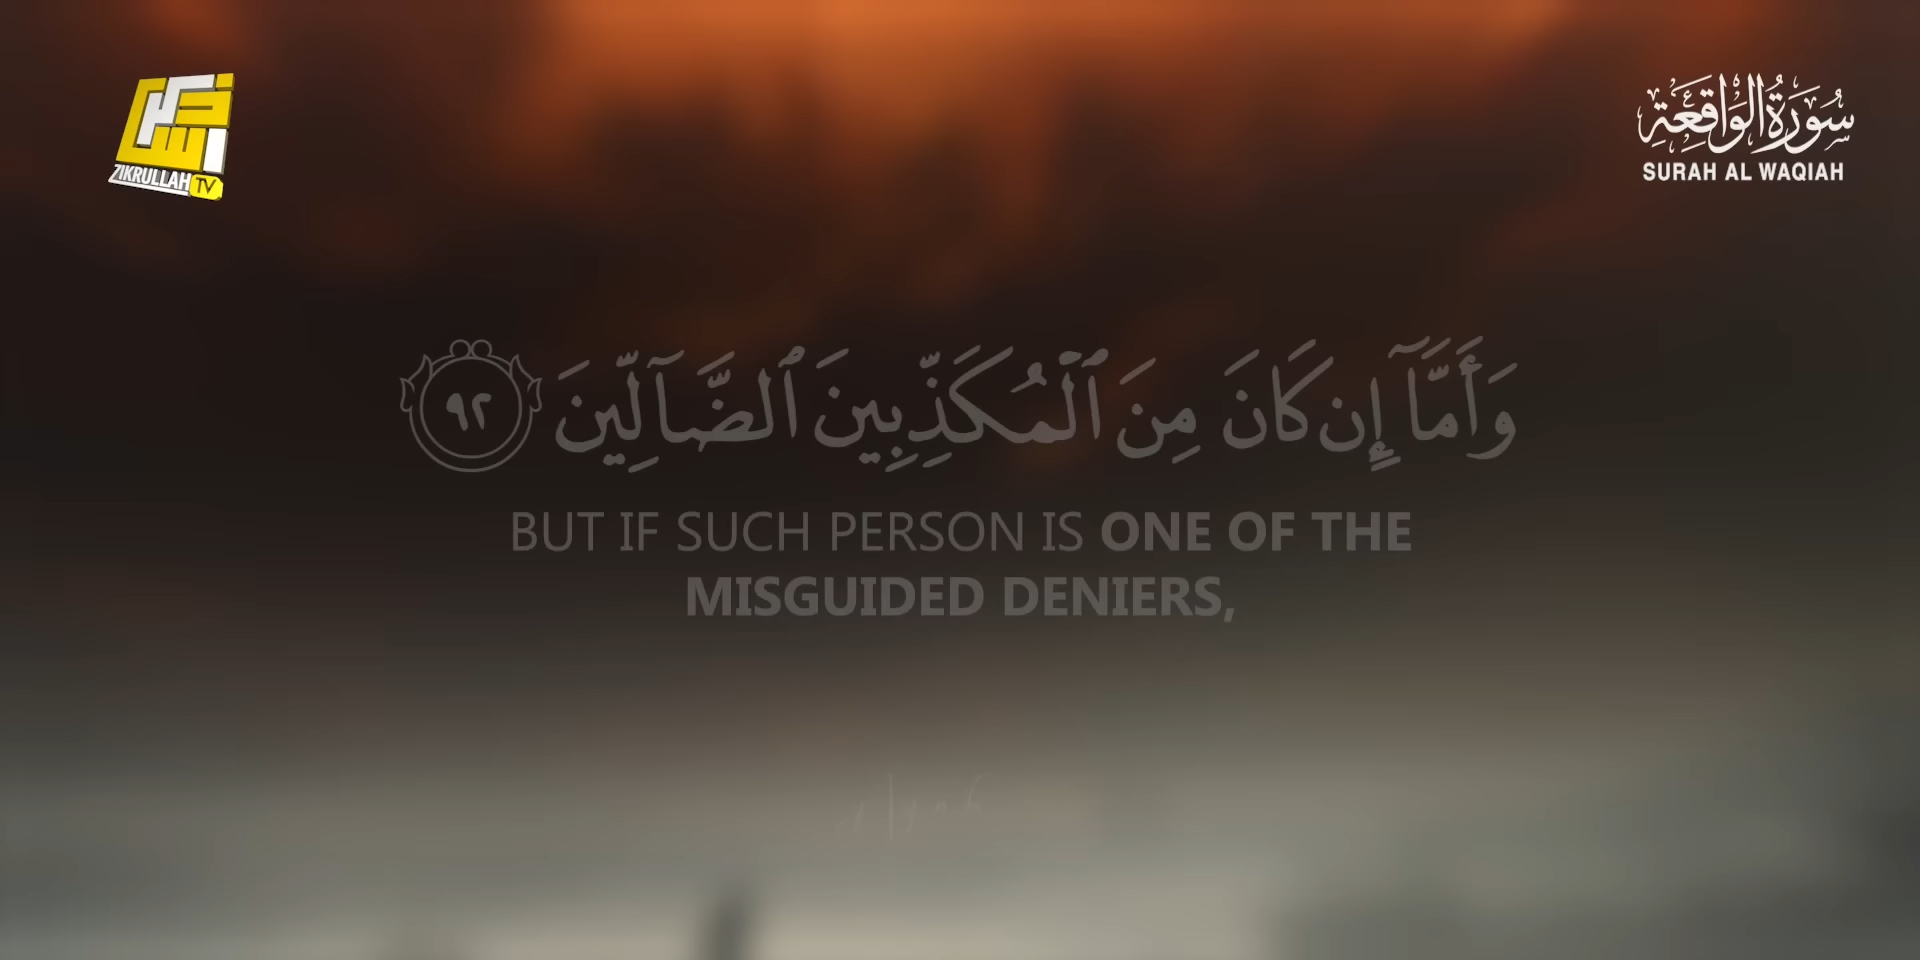 ZIKRULLAH TV
سُورَةُ الْوَاقِعَةِ
SURAH AL WAQIAH
وَأَمَّآ إِن كَانَ مِنَ ٱلْمُكَذِّبِينَ ٱلضَّآلِّينَ ٩٢
BUT IF SUCH PERSON IS ONE OF THE
MISGUIDED DENIERS,